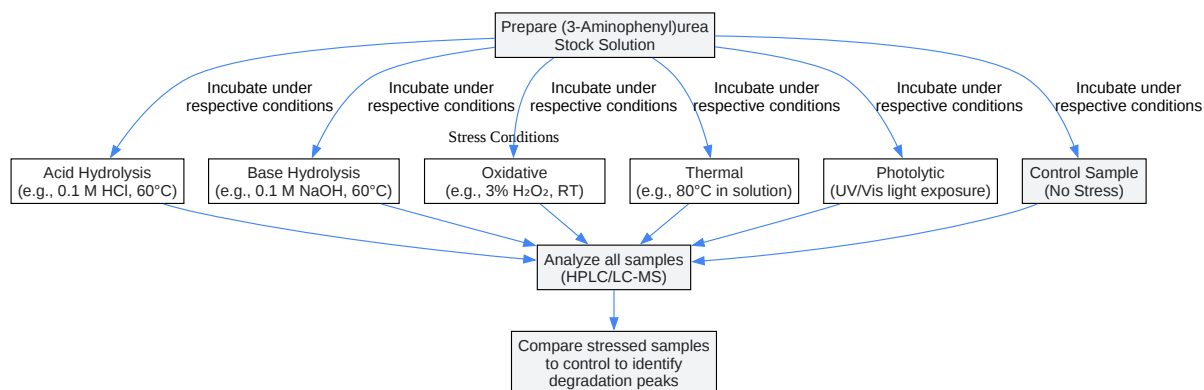 Prepare (3-Aminophenyl)urea
Stock Solution
Incubate under
respective conditions
Incubate under
respective conditions
Incubate under
respective conditions
Incubate under
respective conditions
Incubate under
respective conditions
Incubate under
respective conditions
Stress Conditions
Acid Hydrolysis
(e.g., 0.1 M HCl, 60°C)
Base Hydrolysis
(e.g., 0.1 M NaOH, 60°C)
Oxidative
(e.g., 3% H₂O₂, RT)
Thermal
(e.g., 80°C in solution)
Photolytic
(UV/Vis light exposure)
Control Sample
(No Stress)
Analyze all samples
(HPLC/LC-MS)
Compare stressed samples
to control to identify
degradation peaks